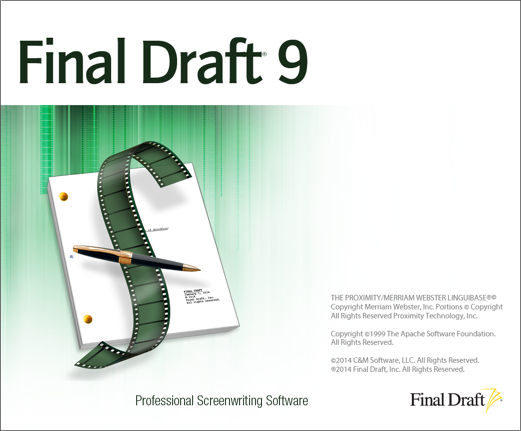 Final Draft® 9
FINAL DRAFT
THE PROXIMITY/MERRIAM WEBSTER LINGUIBASE®©
Copyright Merriam Webster, Inc. Portions © Copyright
All Rights Reserved Proximity Technology, Inc.
Copyright ©1999 The Apache Software Foundation.
All Rights Reserved.
©2014 C&M Software, LLC. All Rights Reserved.
®2014 Final Draft, Inc. All Rights Reserved.
Professional Screenwriting Software
Final Draft